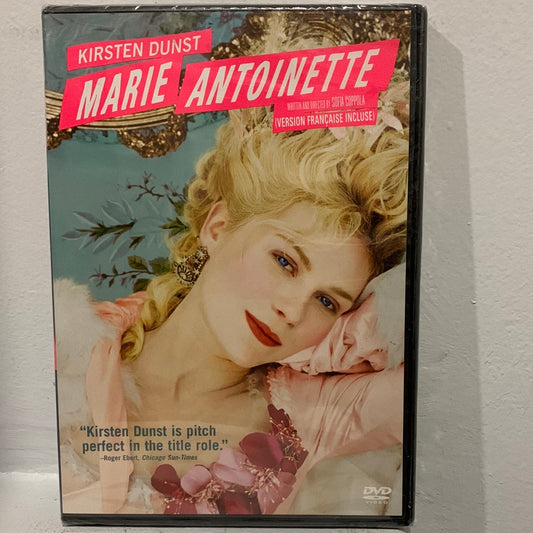 KIRSTEN DUNST
MARIE ANTOINETTE
WRITTEN AND DIRECTED BY SOFIA COPPOLA
(VERSION FRANÇAISE INCLUSE)
“Kirsten Dunst is pitch
perfect in the title role.”
–Roger Ebert, Chicago Sun-Times
DVD
VIDEO